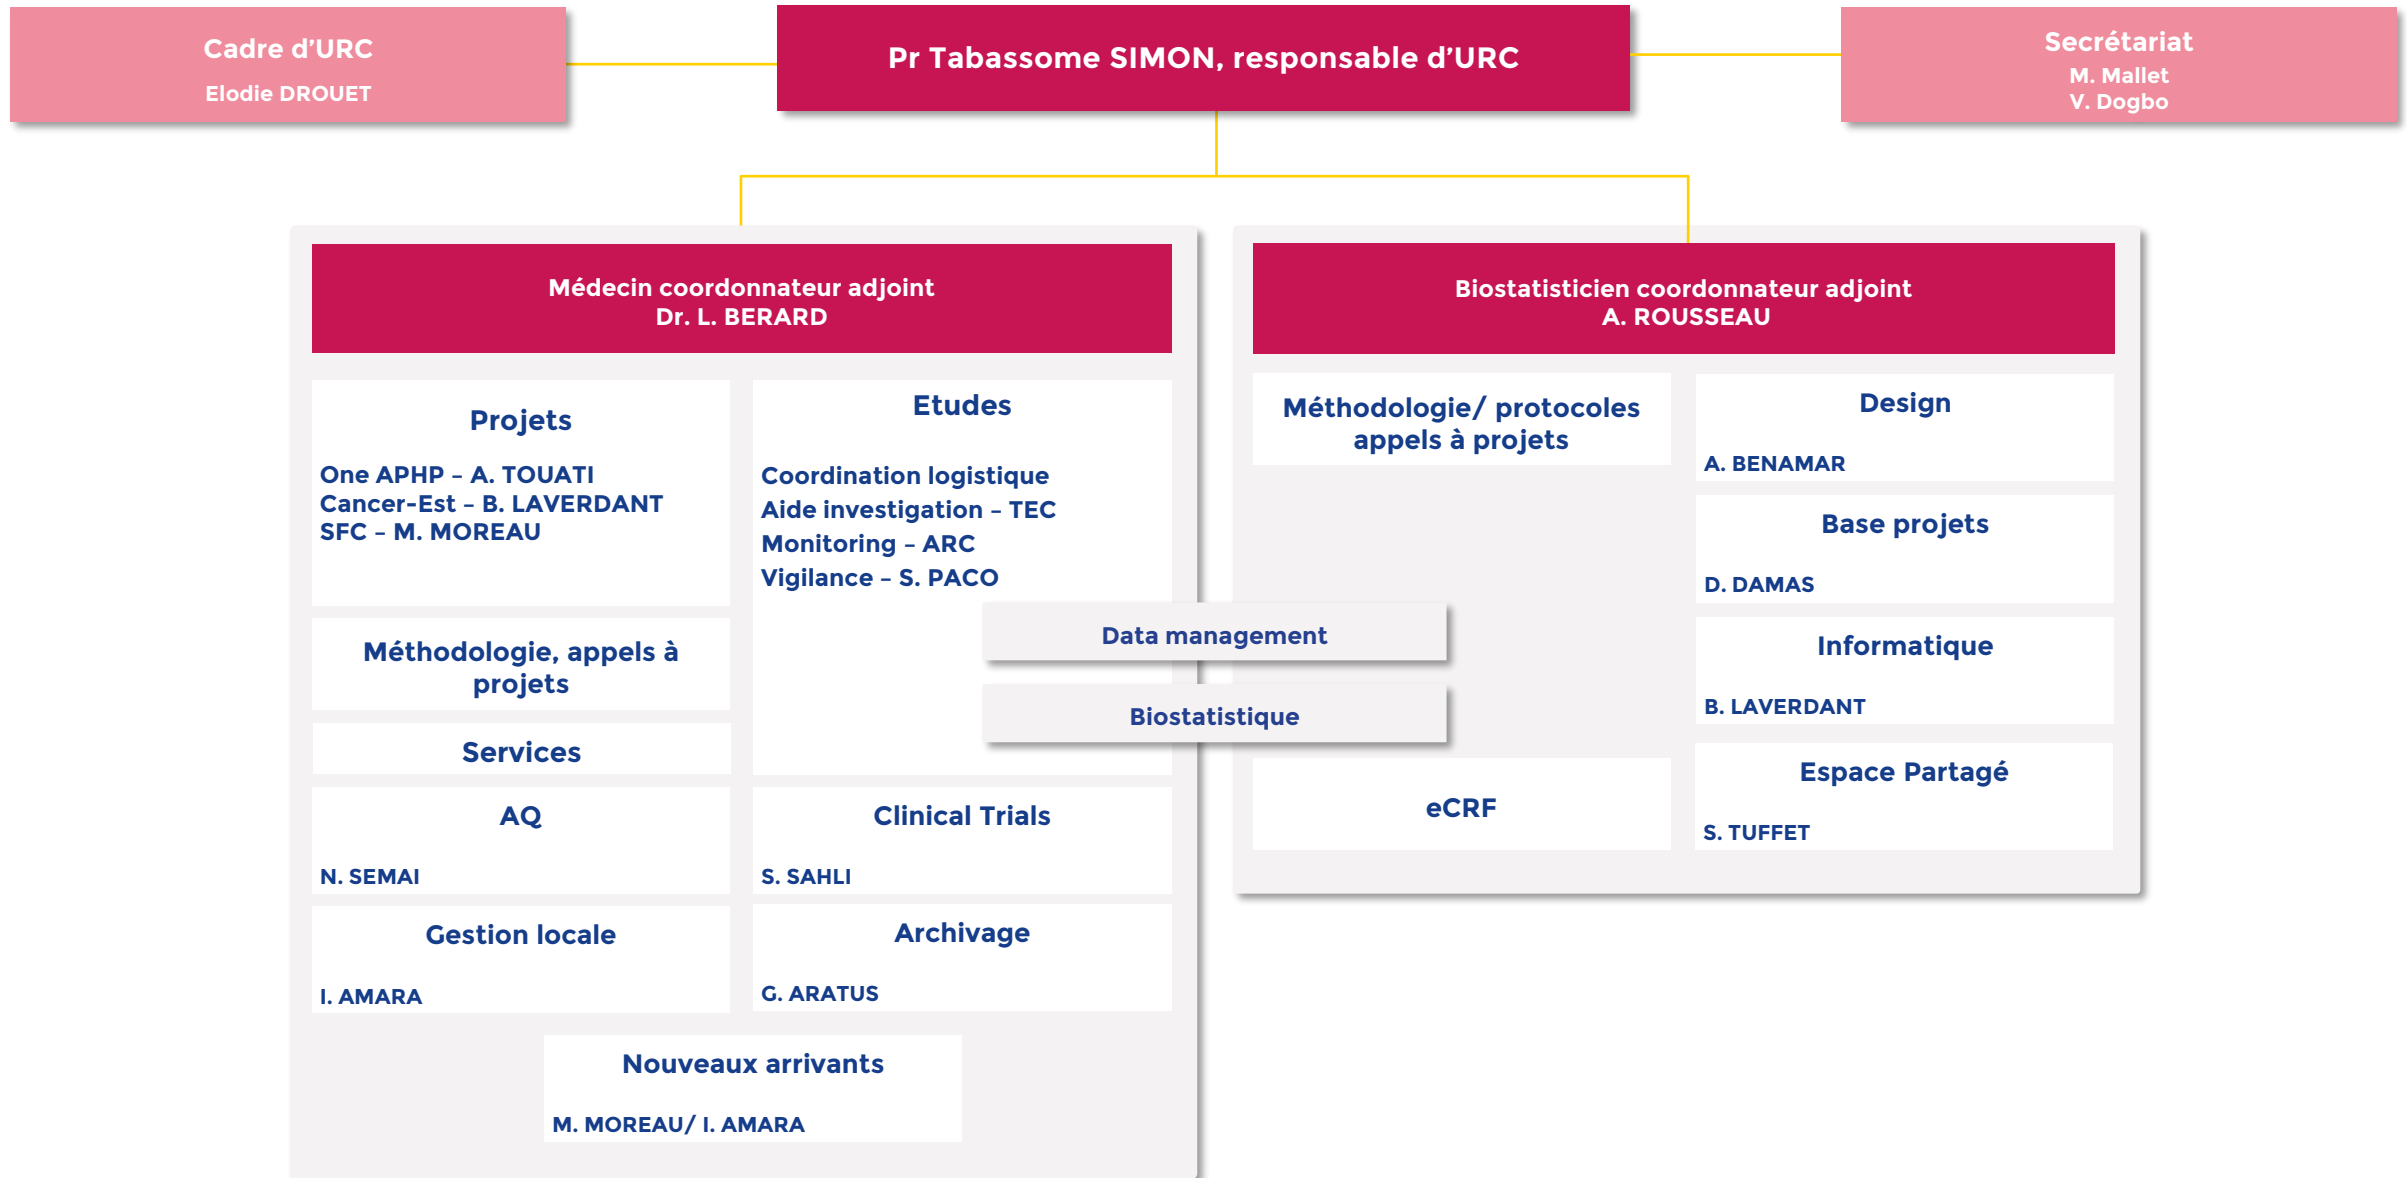 Cadre d'URC
Elodie DROUET
Pr Tabassome SIMON, responsable d'URC
Secrétariat
M. Mallet
V. Dogbo
Médecin coordonnateur adjoint
Dr. L. BERARD
Projets
One APHP – A. TOUATI
Cancer-Est – B. LAVERDANT
SFC – M. MOREAU
Etudes
Coordination logistique
Aide investigation – TEC
Monitoring – ARC
Vigilance – S. PACO
Méthodologie, appels à
projets
Services
AQ
N. SEMAI
Clinical Trials
S. SAHLI
Gestion locale
I. AMARA
Archivage
G. ARATUS
Nouveaux arrivants
M. MOREAU/ I. AMARA
Data management
Biostatistique
Biostatisticien coordonnateur adjoint
A. ROUSSEAU
Méthodologie/ protocoles
appels à projets
Design
A. BENAMAR
Base projets
D. DAMAS
Informatique
B. LAVERDANT
eCRF
Espace Partagé
S. TUFFET